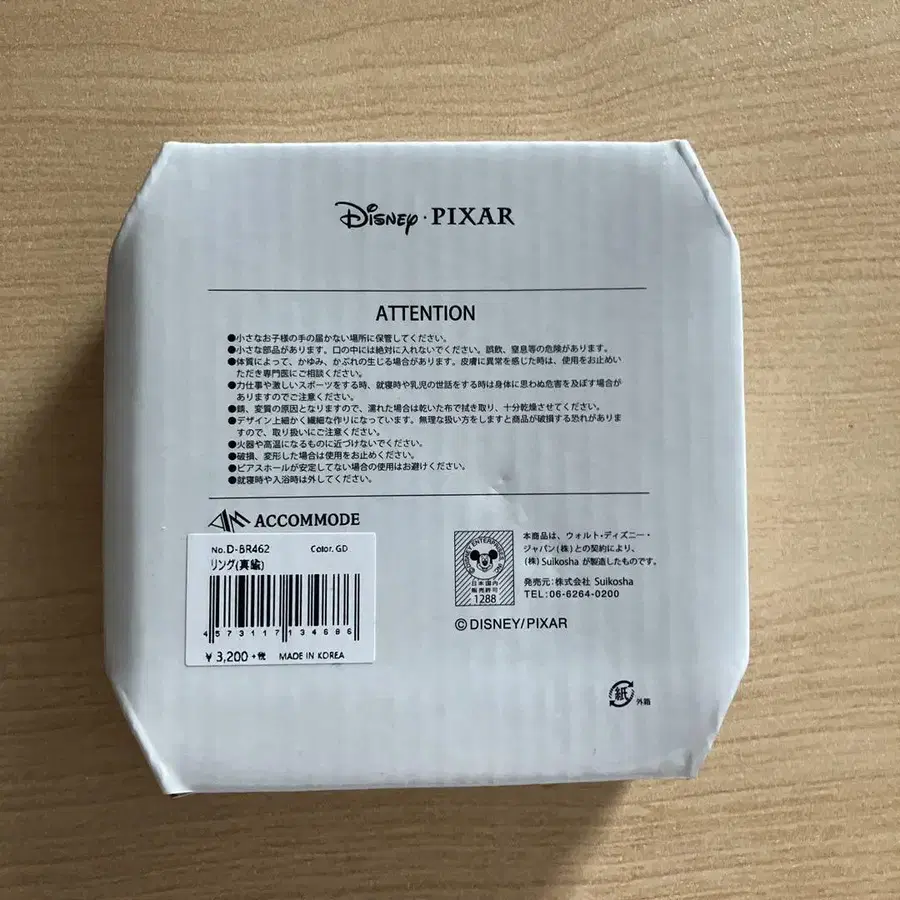 Disney · PIXAR
ATTENTION
●小さなお子様の手の届かない場所に保管してください。
●小さな部品があります。口の中には絶対に入れないでください。誤飲、窒息等の危険があります。
●体質によって、かゆみ、かぶれの生じる場合があります。皮膚に異常を感じた時は、使用をお止めい
ただき専門医にご相談ください。
●力仕事や激しいスポーツをする時、就寝時や乳児の世話をする時は身体に思わぬ危害を及ぼす場合が
ありますのでご注意ください。
●錆、変質の原因となりますので、濡れた場合は乾いた布で拭き取り、十分乾燥させてください。
●デザイン上細かく繊細な作りになっています。無理な扱い方をしますと商品が破損する恐れがありま
すので、取り扱いにご注意ください。
●火器や高温になるものに近づけないでください。
●破損、変形した場合は使用をお止めください。
●ピアスホールが安定してない場合の使用はお避けください。
●就寝時や入浴時は外してください。
AM ACCOMMODE
No.D-BR462 Color. GD
リング(真鍮)
4573117134686
¥ 3,200 +税 MADE IN KOREA
ENTERPRISES INC.
日本国内
販売許可
1288
本商品は、ウォルト・ディズニー・
ジャパン(株)との契約により、
(株) Suikosha が製造したものです。
発売元:株式会社 Suikosha
TEL:06-6264-0200
©DISNEY/PIXAR
紙 外箱